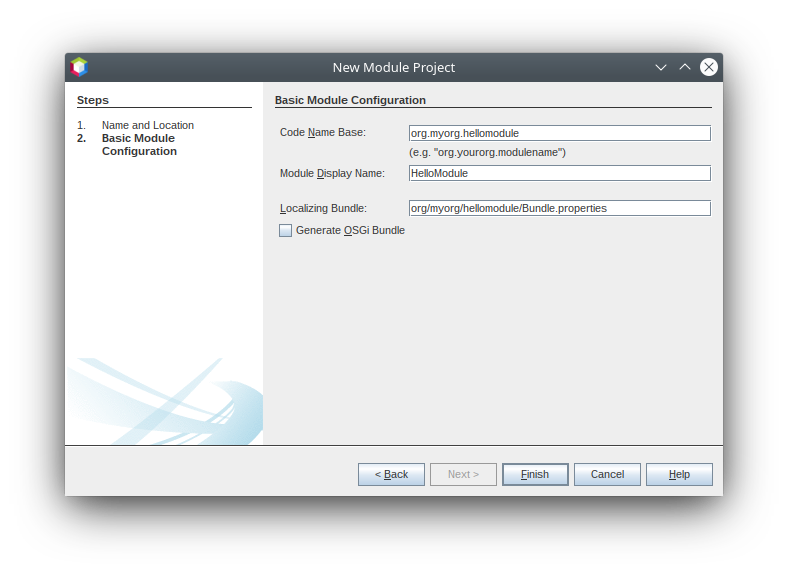 New Module Project
Steps
1. Name and Location
2. Basic Module
Configuration
Basic Module Configuration
Code Name Base: org.myorg.hellomodule
(e.g. "org.yourorg.modulename")
Module Display Name: HelloModule
Localizing Bundle: org/myorg/hellomodule/Bundle.properties
Generate OSGi Bundle
< Back Next > Finish Cancel Help